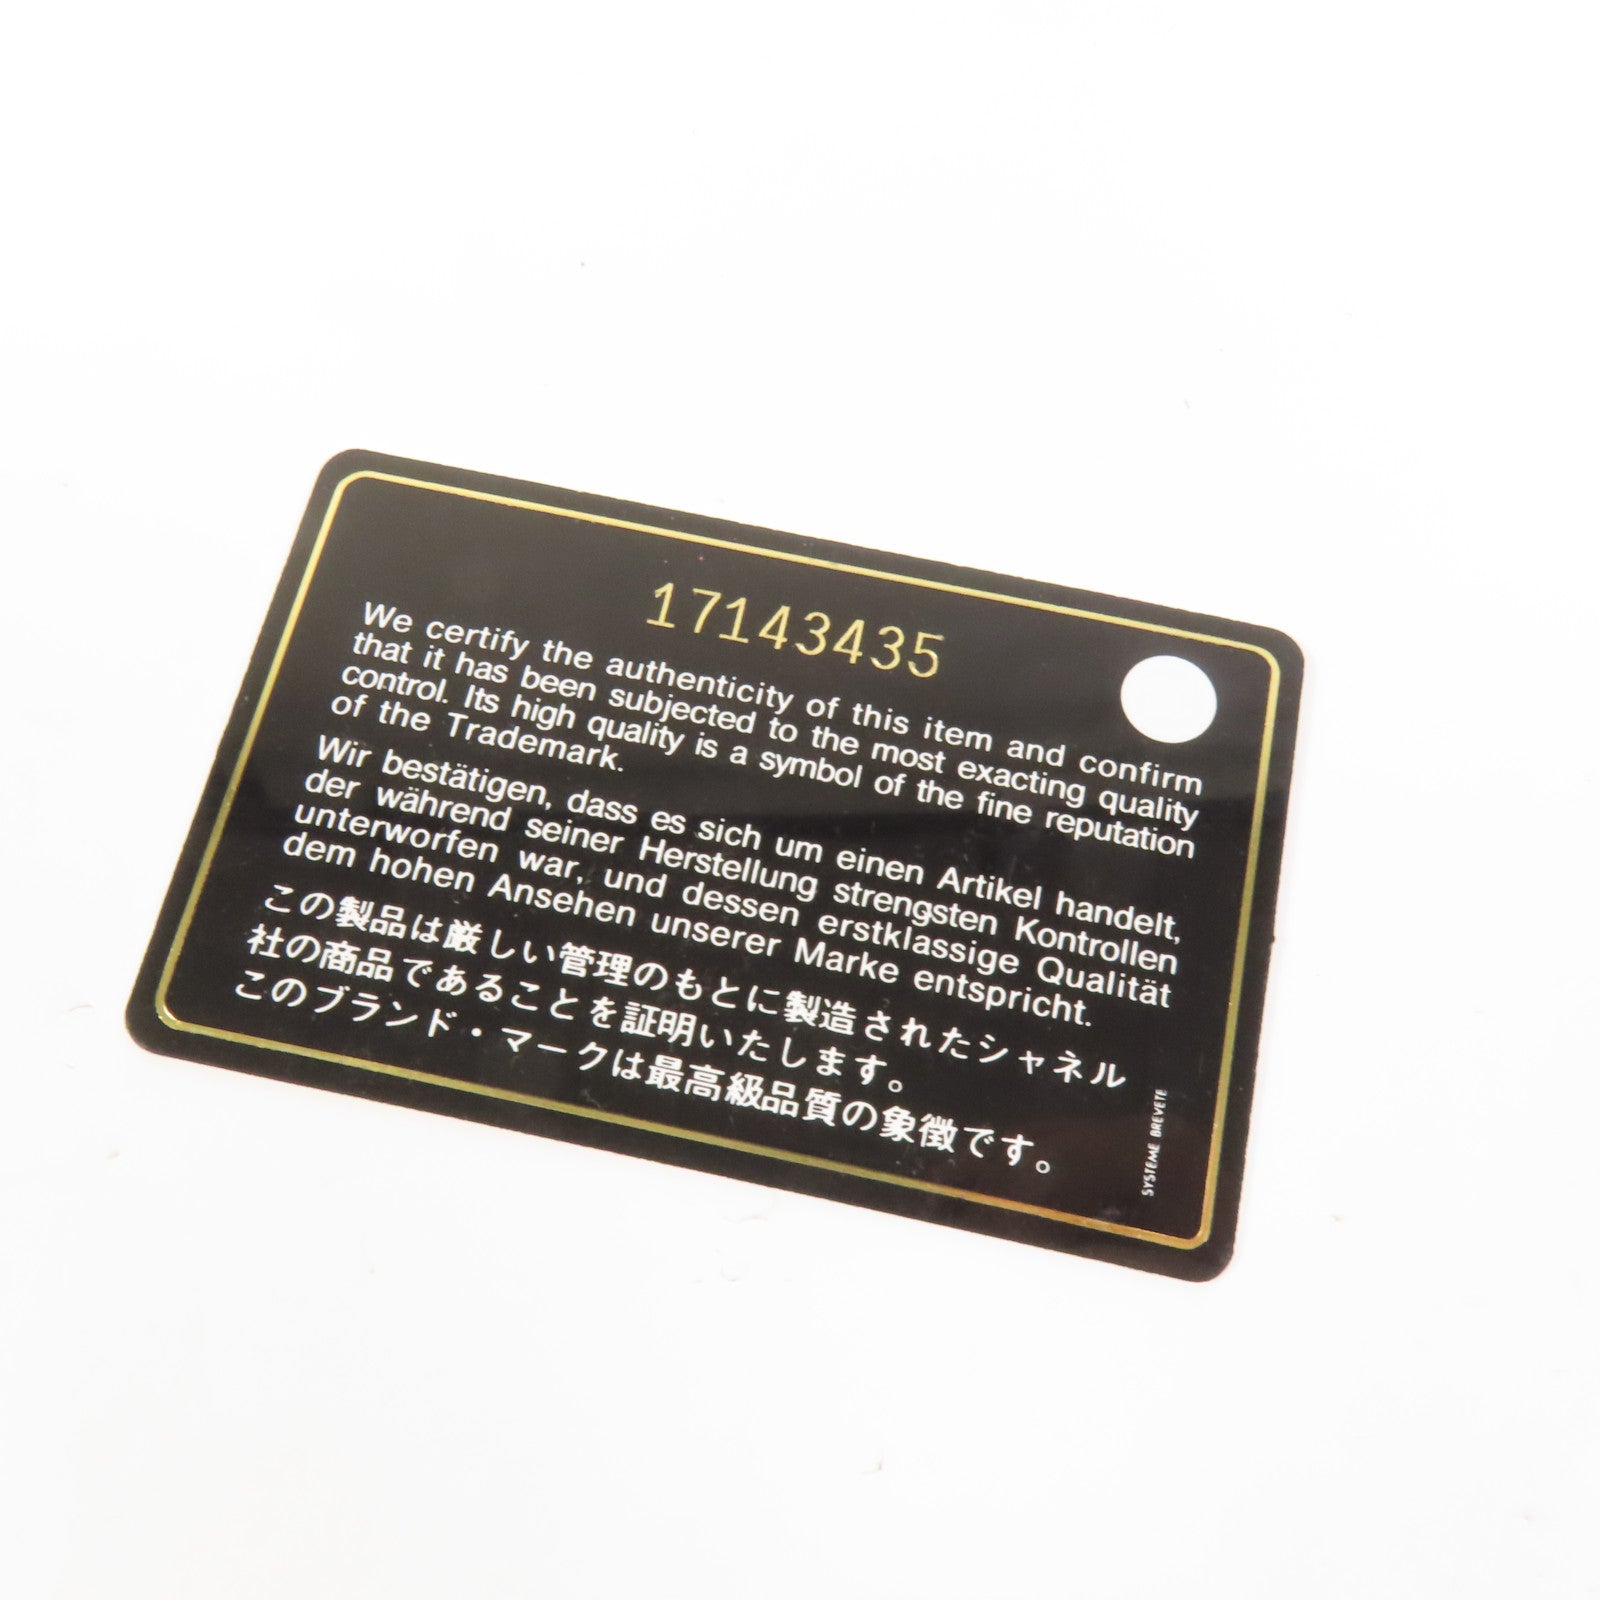 17143435
We certify the authenticity of this item and confirm
that it has been subjected to the most exacting quality
control. Its high quality is a symbol of the fine reputation
of the Trademark.
Wir bestätigen, dass es sich um einen Artikel handelt,
der während seiner Herstellung strengsten Kontrollen
unterworfen war, und dessen erstklassige Qualität
dem hohen Ansehen unserer Marke entspricht.
この製品は厳しい管理のもとに製造されたシャネル
社の商品であることを証明いたします。
このブランド・マークは最高級品質の象徴です。
SYSTEME BREVETE